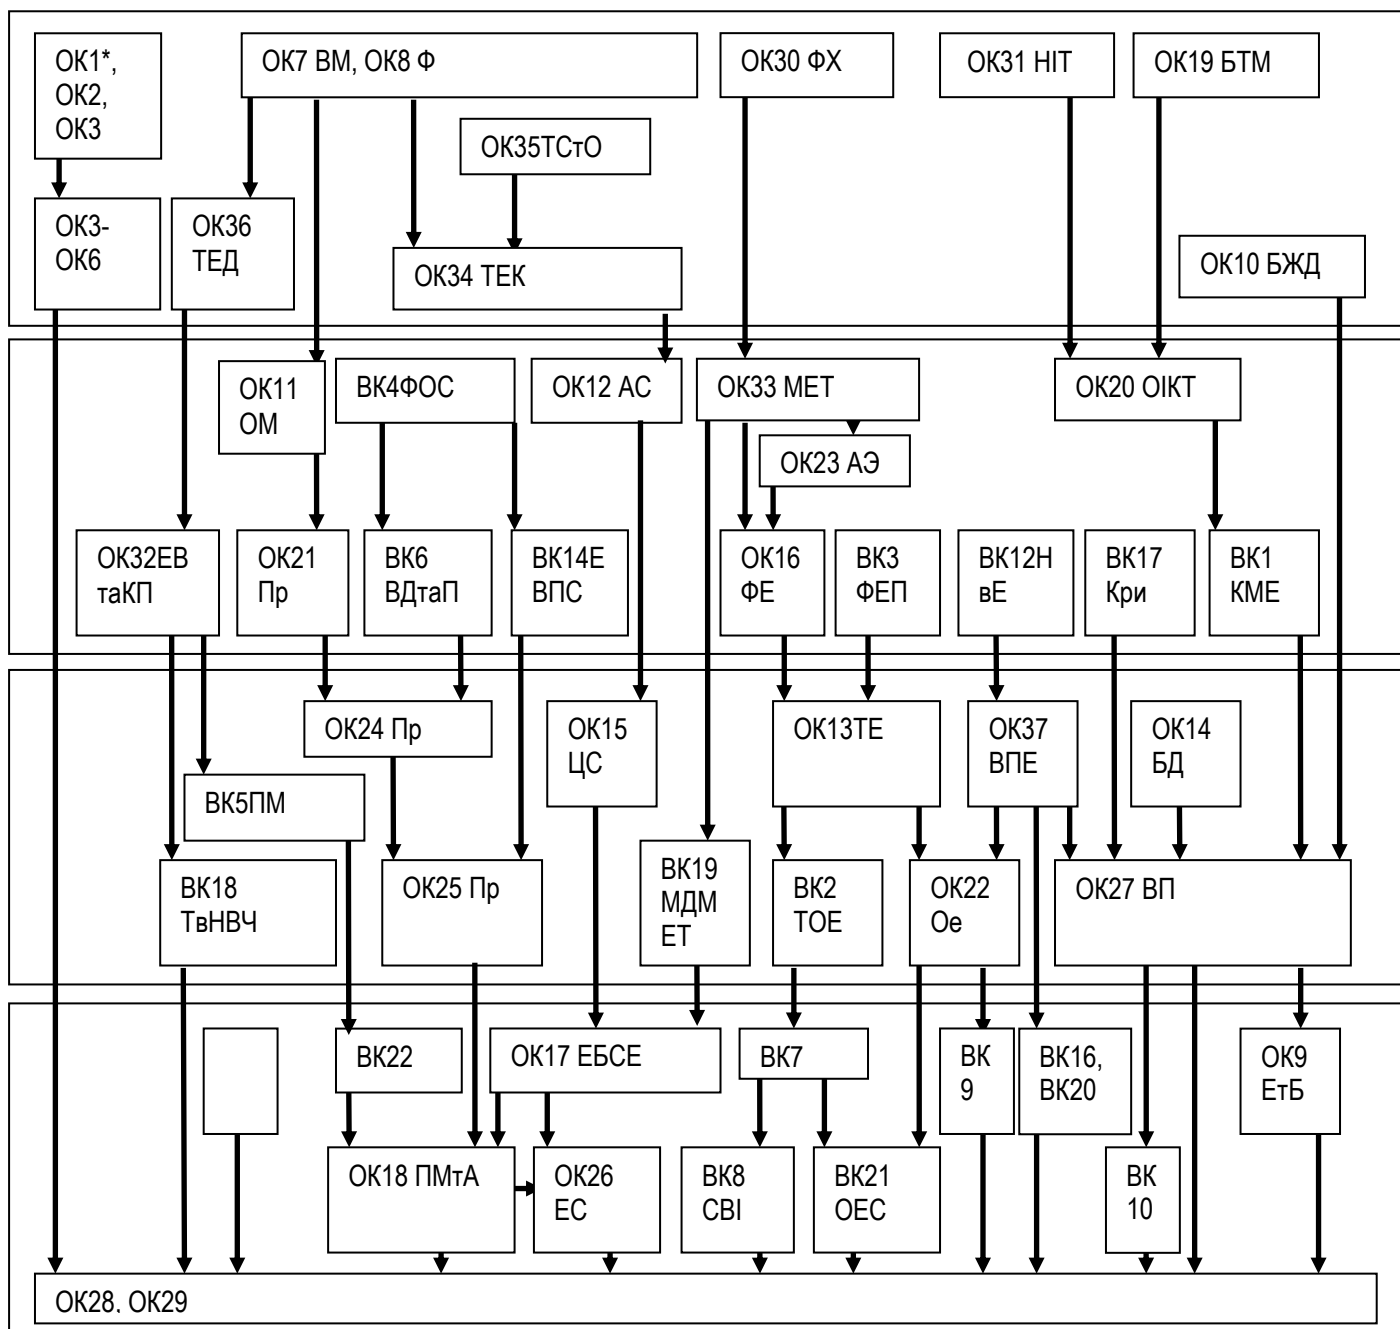 ОК1*,
ОК2,
ОК3
ОК7 ВМ, ОК8 Ф
ОК30 ФХ
ОК31 НІТ
ОК19 БТМ
ОК35ТСтО
ОК3-
ОК6
ОК36
ТЕД
ОК34 ТЕК
ОК10 БЖД
ОК11
ОМ
ВК4ФОС
ОК12 АС
ОК33 МЕТ
ОК20 ОІКТ
ОК23 АЭ
ОК32ЕВ
таКП
ОК21
Пр
ВК6
ВДтаП
ВК14Е
ВПС
ОК16
ФЕ
ВК3
ФЕП
ВК12Н
вЕ
ВК17
Кри
ВК1
КМЕ
ОК24 Пр
ОК15
ЦС
ОК13ТЕ
ОК37
ВПЕ
ОК14
БД
ВК5ПМ
ВК18
ТвНВЧ
ОК25 Пр
ВК19
МДМ
ЕТ
ВК2
ТОЕ
ОК22
Ое
ОК27 ВП
ВК22
ОК17 ЕБСЕ
ВК7
ВК
9
ВК16,
ВК20
ОК9
ЕтБ
ОК18 ПМтА
ОК26
ЕС
ВК8
СВІ
ВК21
ОЕС
ВК
10
ОК28, ОК29